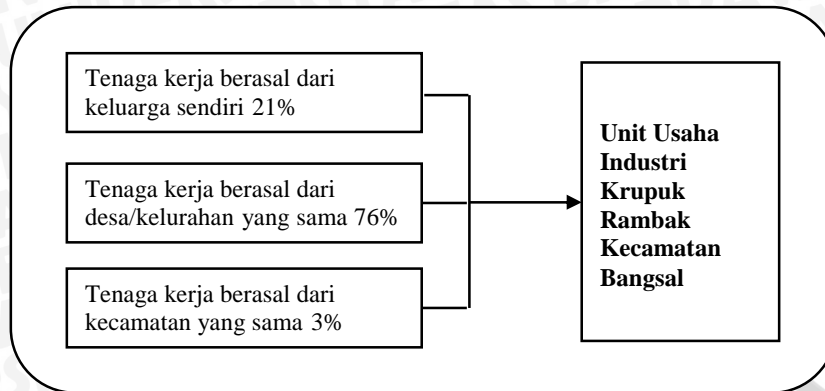 Tenaga kerja berasal dari
keluarga sendiri 21%
Tenaga kerja berasal dari
desa/kelurahan yang sama 76%
Tenaga kerja berasal dari
kecamatan yang sama 3%
Unit Usaha
Industri
Krupuk
Rambak
Kecamatan
Bangsal